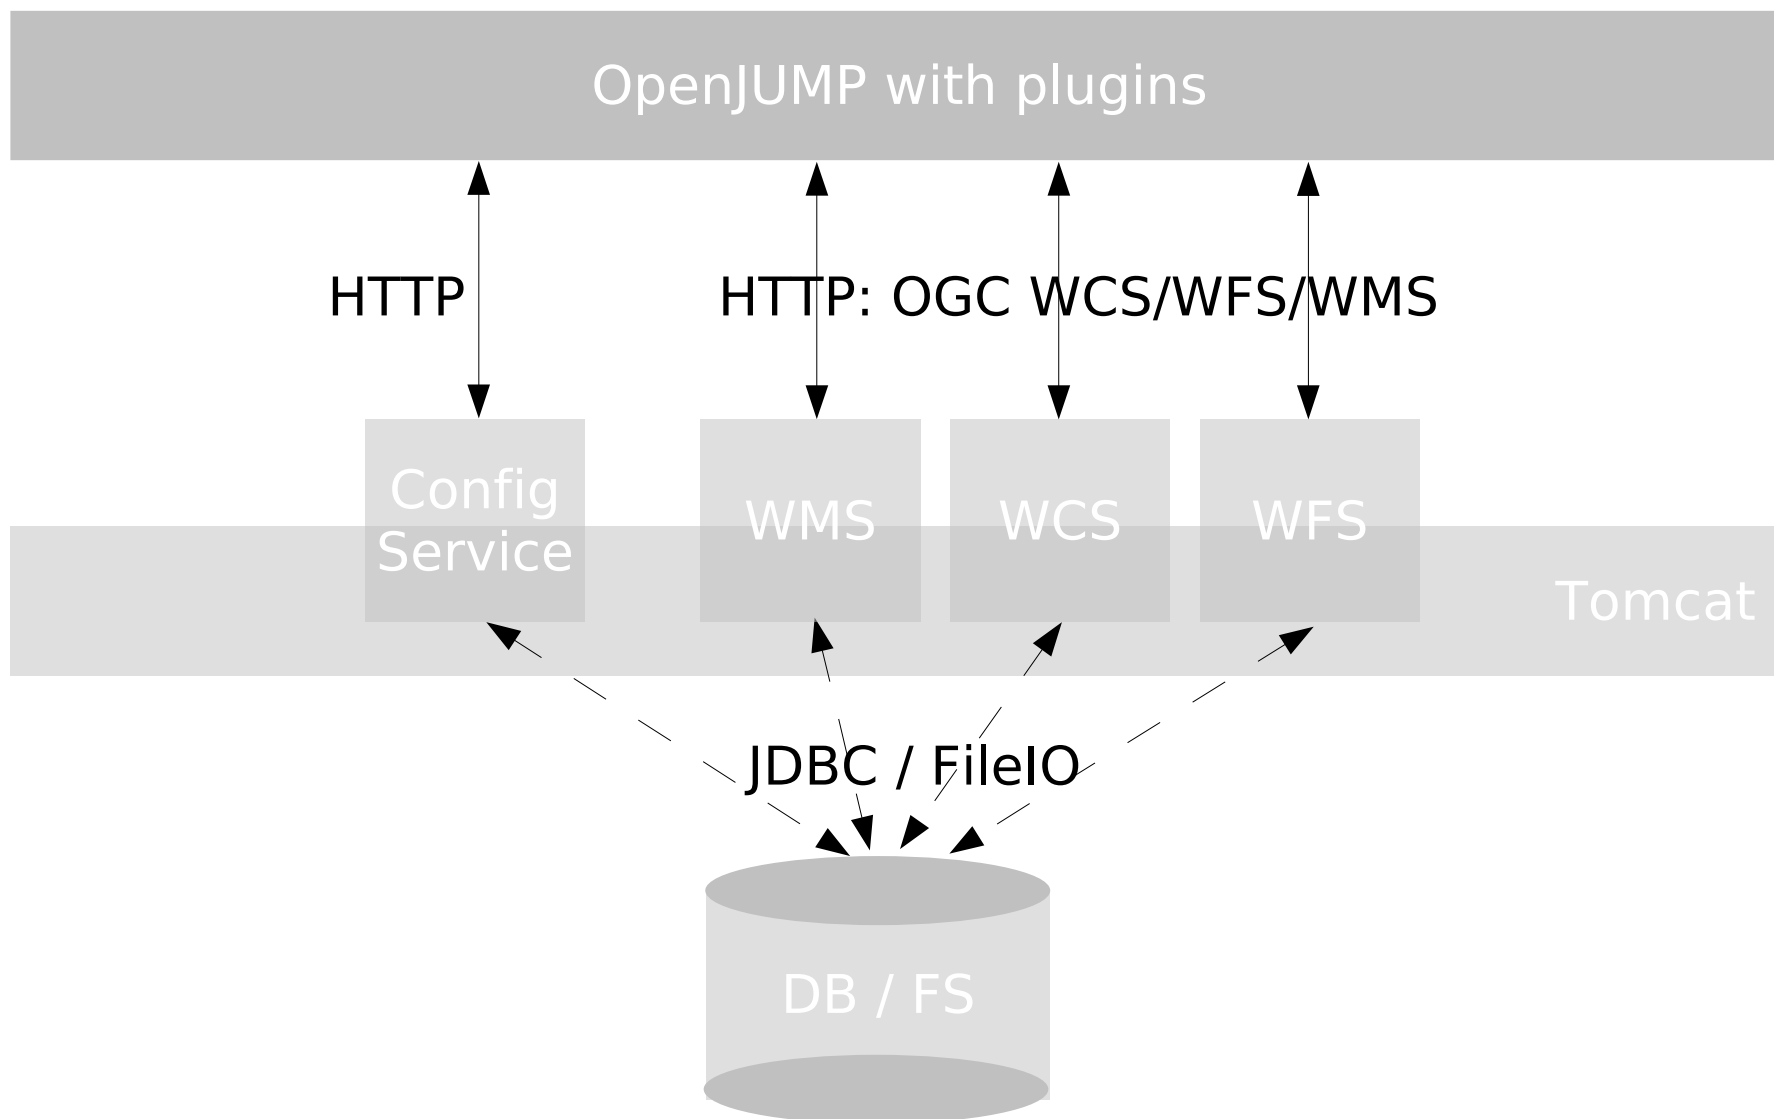 OpenJUMP with plugins
HTTP
HTTP: OGC WCS/WFS/WMS
Config
Service
WMS
WCS
WFS
Tomcat
JDBC / FileIO
DB / FS